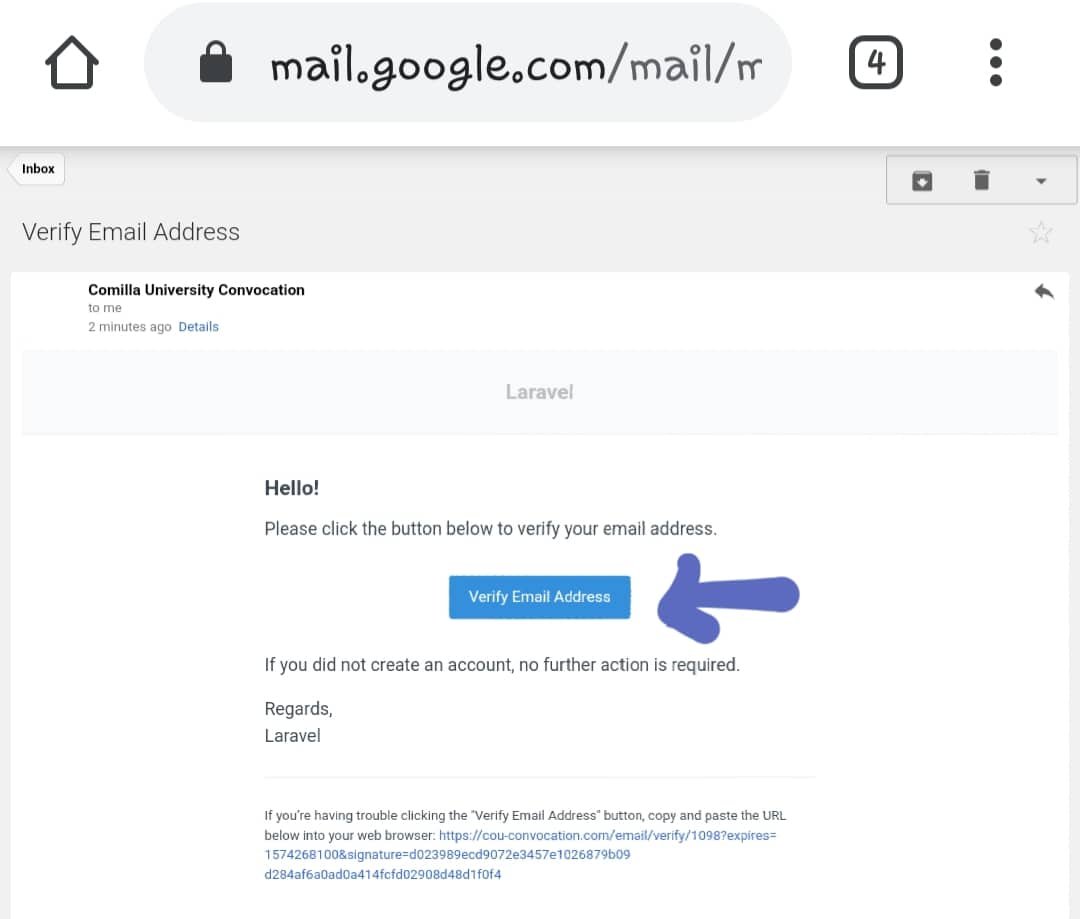 mail.google.com/mail/m
4
Inbox
Verify Email Address
Comilla University Convocation
to me
2 minutes ago Details
Laravel
Hello!
Please click the button below to verify your email address.
Verify Email Address
If you did not create an account, no further action is required.
Regards,
Laravel
If you're having trouble clicking the "Verify Email Address" button, copy and paste the URL
below into your web browser: https://cou-convocation.com/email/verify/1098?expires=
1574268100&signature=d023989ecd9072e3457e1026879b09
d284af6a0ad0a414fcfd02908d48d1f0f4